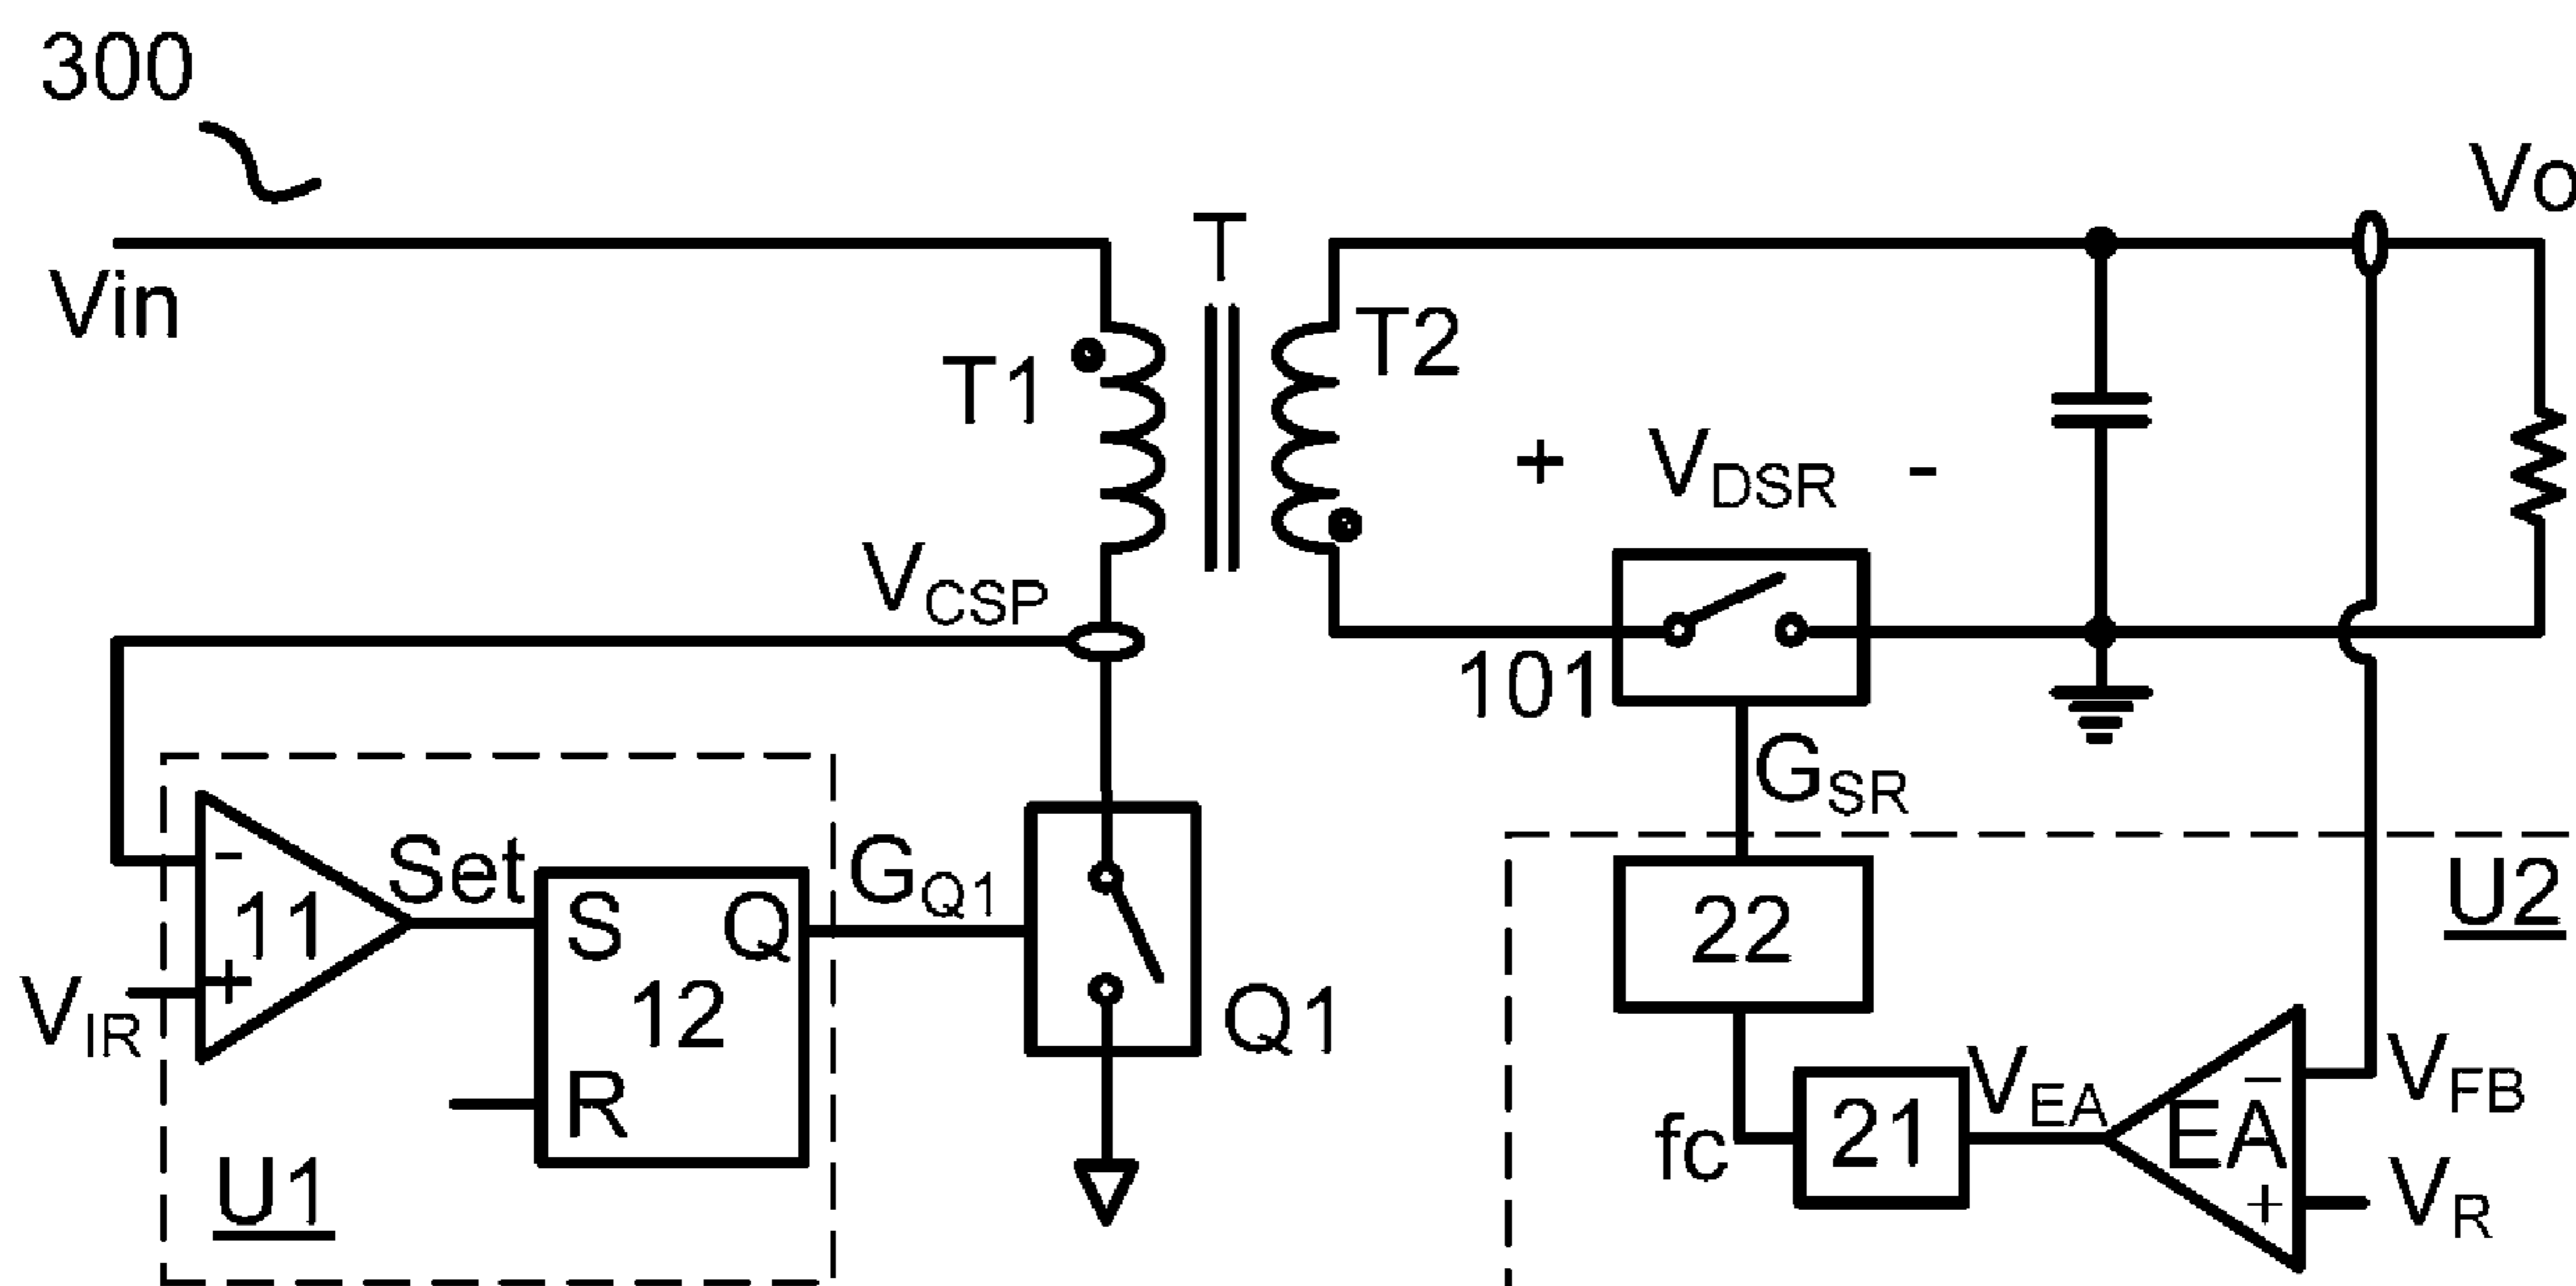 300
Vin
T
T1
T2
Vo
+ VDSR -
VCSP
101
GSR
-
11
+
VIR
Set
S Q
12
R
U1
GQ1
Q1
22
U2
fc
21
VEA
−
EA
+
VFB
VR